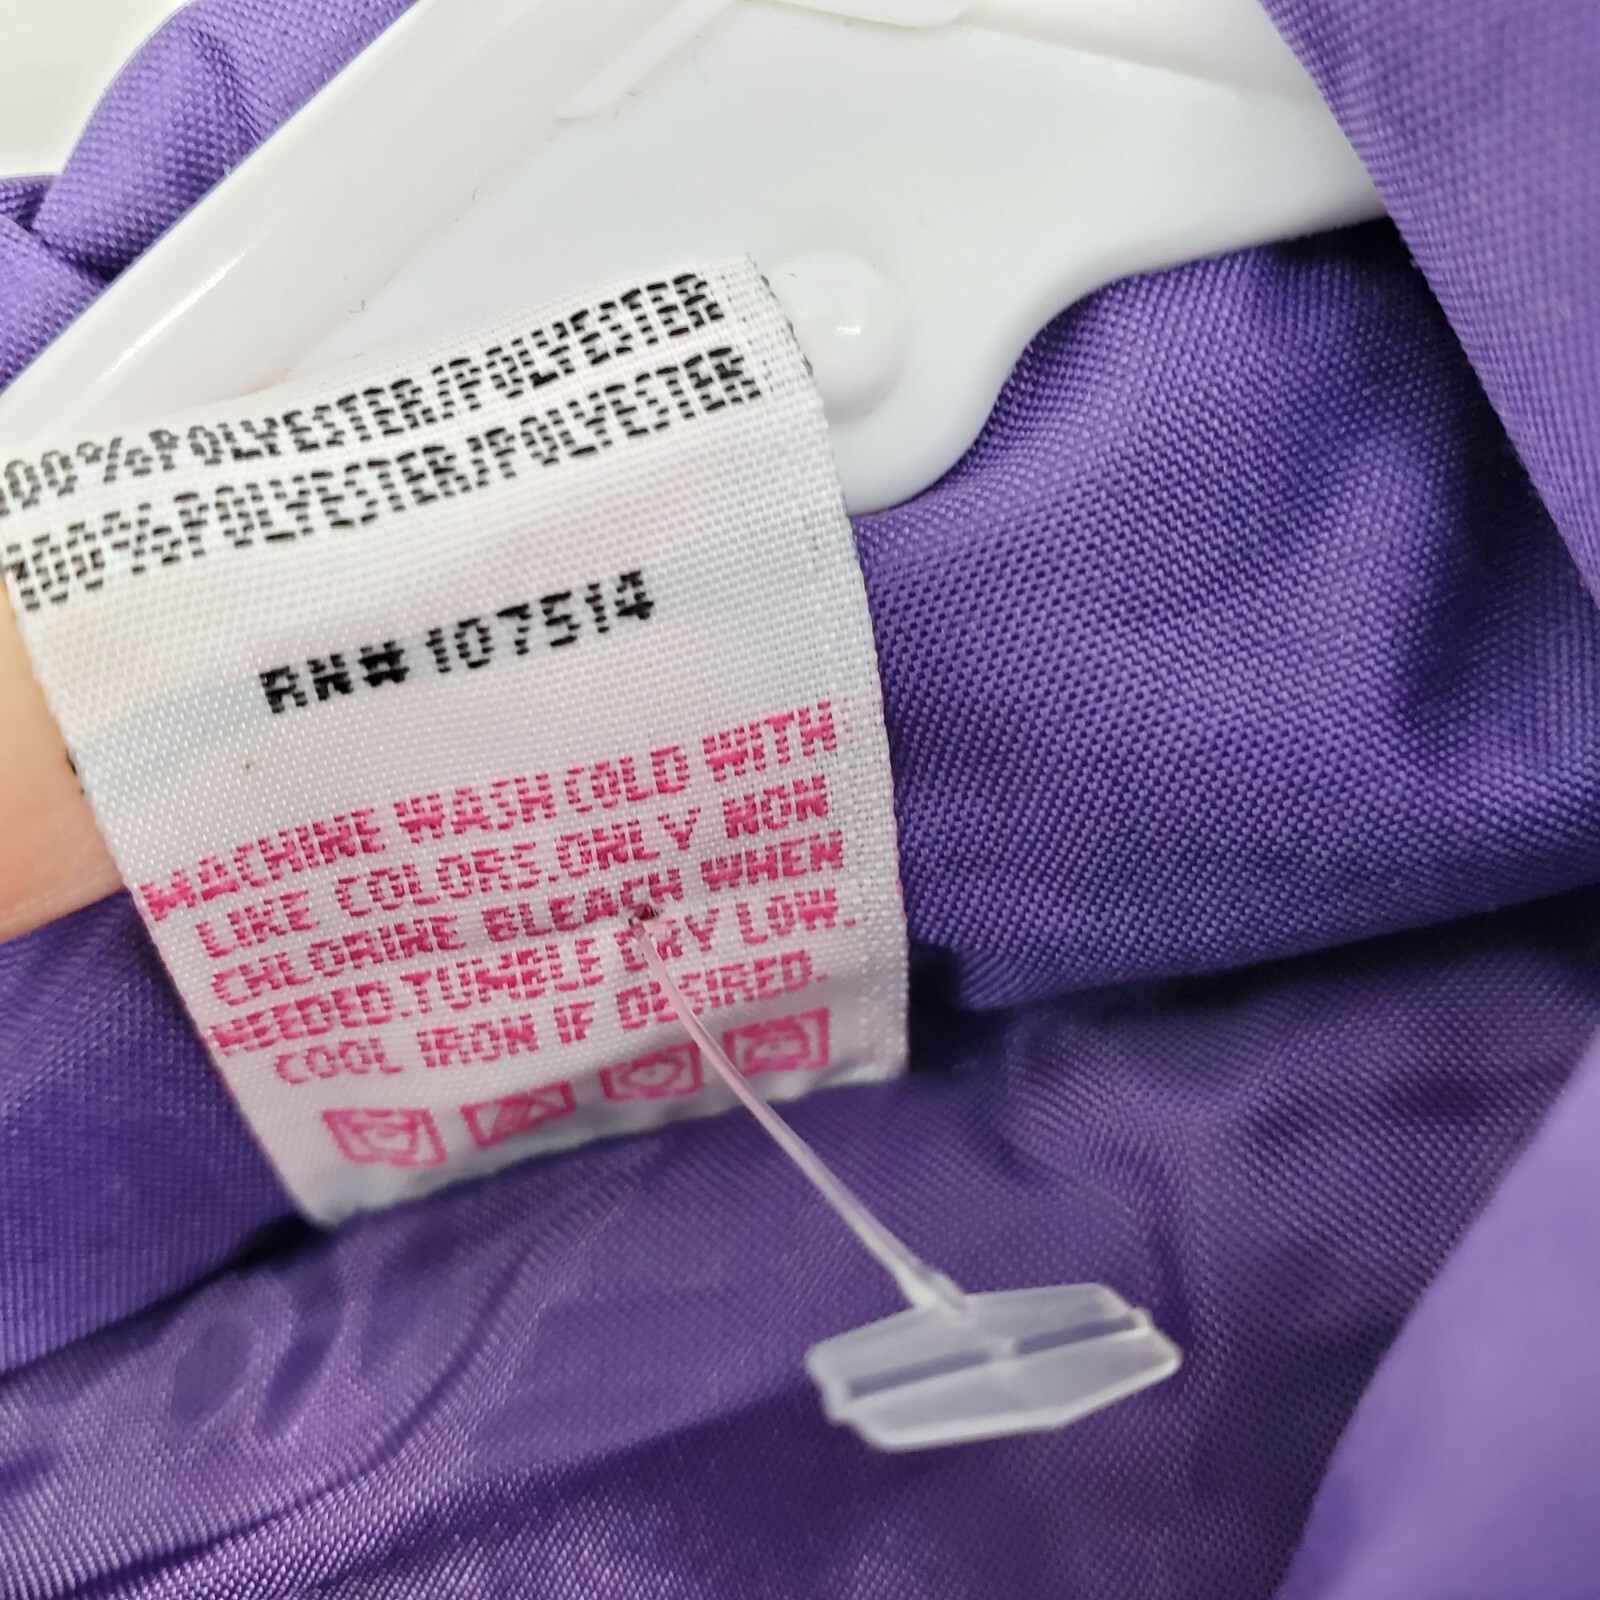 100%POLYESTER/POLYESTER
100%POLYESTER/POLYESTER
RN#107514
MACHINE WASH COLD WITH
LIKE COLORS.ONLY NON
CHLORINE BLEACH WHEN
NEEDED.TUMBLE DRY LOW.
COOL IRON IF DESIRED.